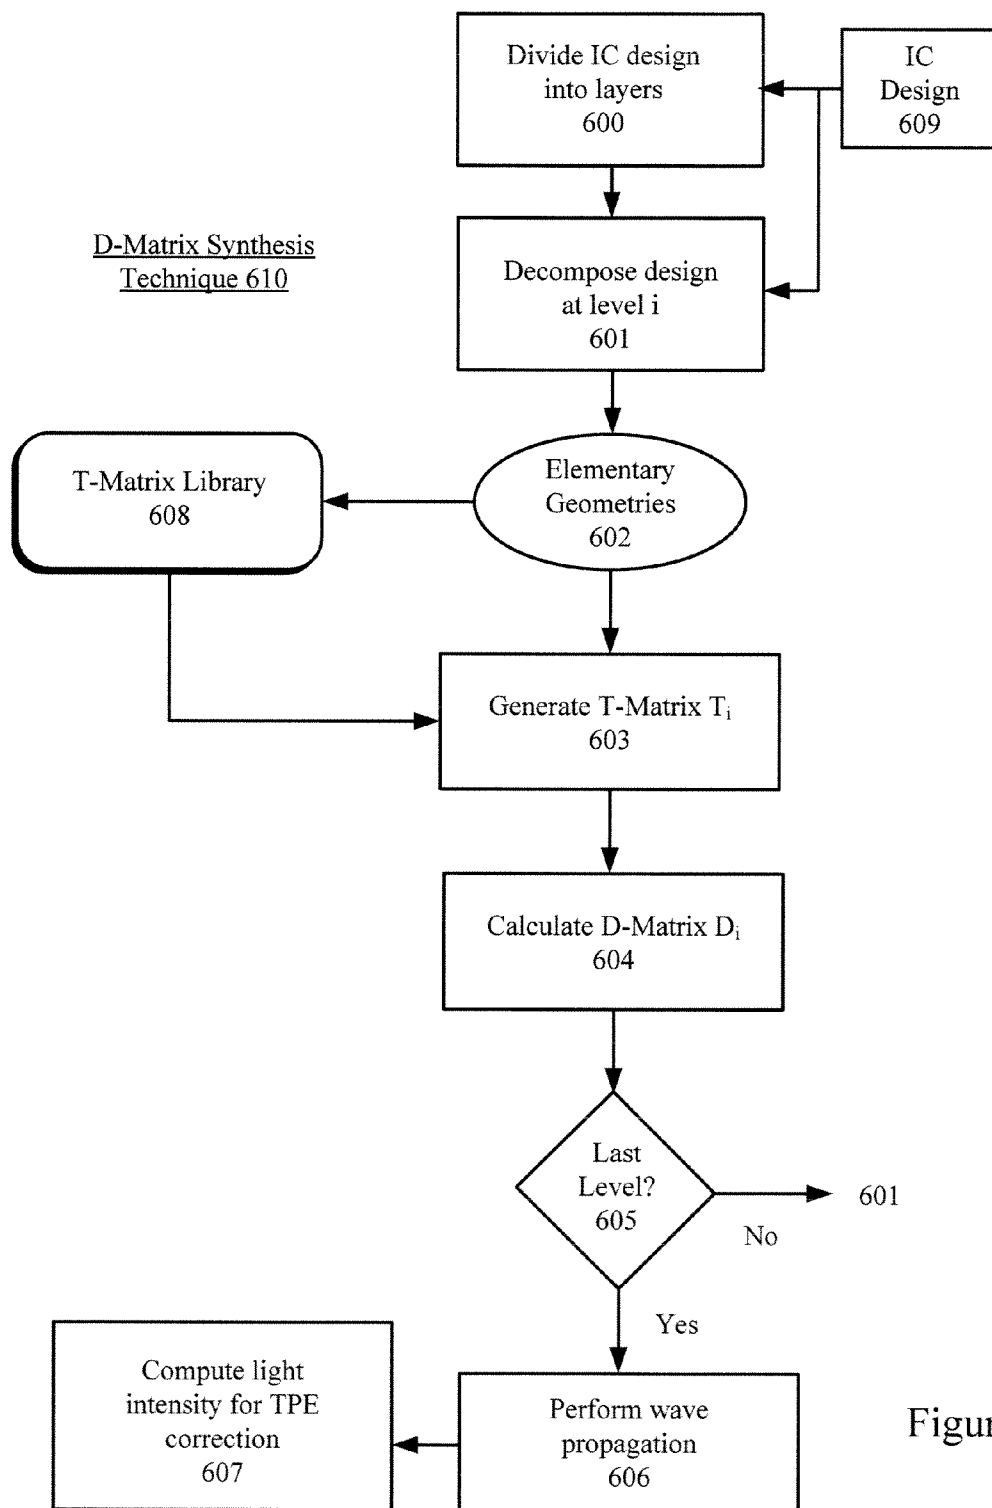 Divide IC design
into layers
600
IC
Design
609
D-Matrix Synthesis
Technique 610
Decompose design
at level i
601
Elementary
Geometries
602
T-Matrix Library
608
Generate T-Matrix Tᵢ
603
Calculate D-Matrix Dᵢ
604
Last
Level?
605
601
No
Yes
Compute light
intensity for TPE
correction
607
Perform wave
propagation
606
Figur